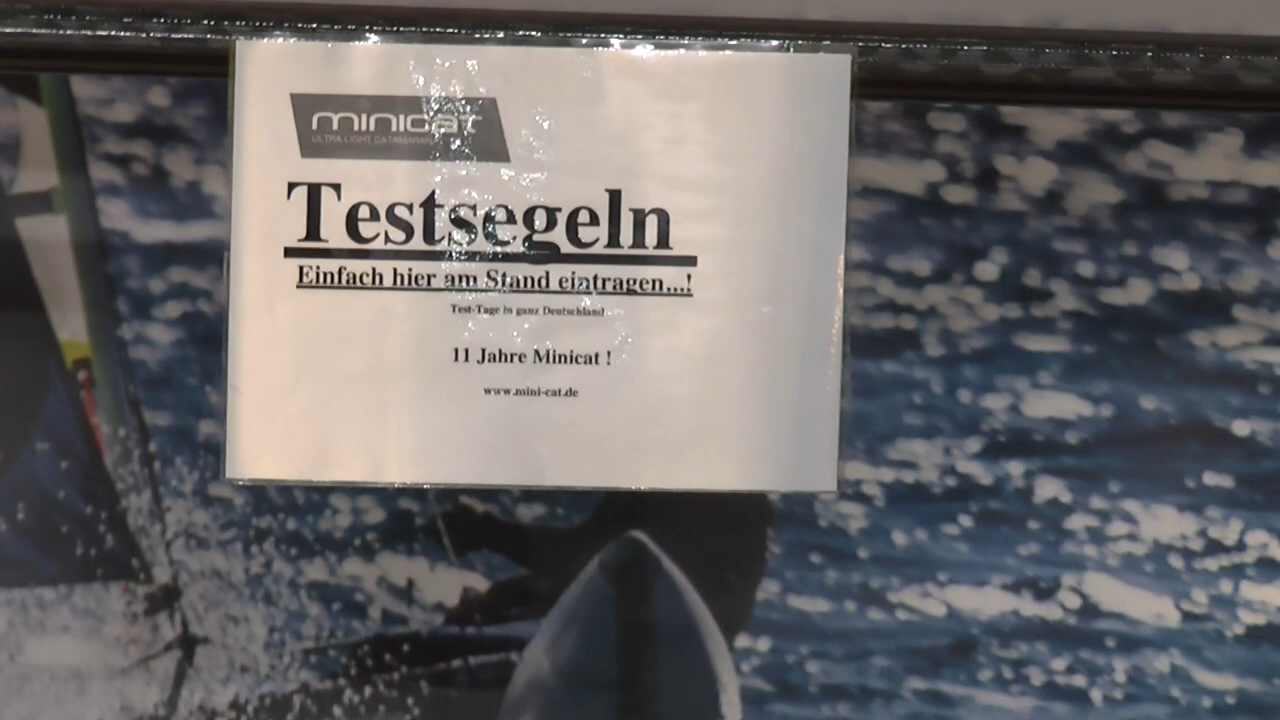 minicat
ULTRA LIGHT CATAMARAN
Testsegeln
Einfach hier am Stand eintragen...!
Test-Tage in ganz Deutschland
11 Jahre Minicat !
www.mini-cat.de